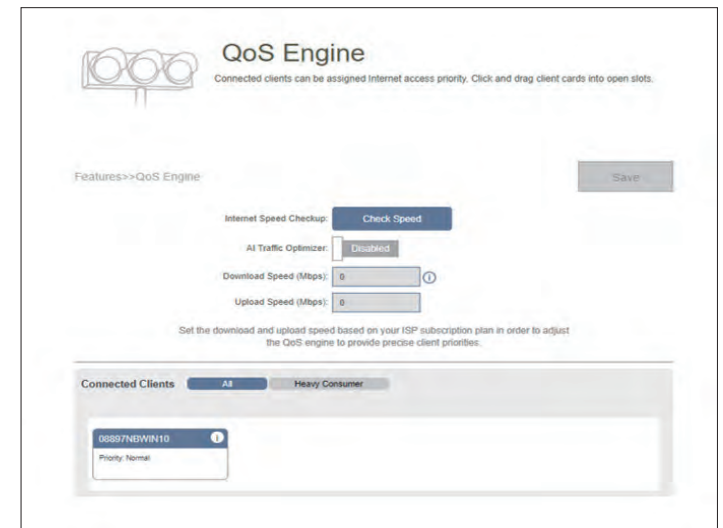 QoS Engine
Connected clients can be assigned Internet access priority. Click and drag client cards into open slots.
Features>>QoS Engine
Save
Internet Speed Checkup: Check Speed
AI Traffic Optimizer: Disabled
Download Speed (Mbps): 0
Upload Speed (Mbps): 0
Set the download and upload speed based on your ISP subscription plan in order to adjust
the QoS engine to provide precise client priorities.
Connected Clients All Heavy Consumer
08897NBWIN10
Priority: Normal